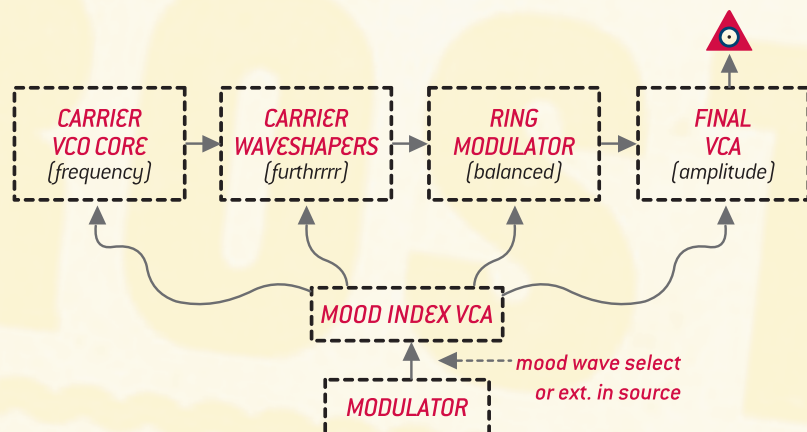 CARRIER
VCO CORE
(frequency)
CARRIER
WAVESHAPERS
(furthrrrr)
RING
MODULATOR
(balanced)
FINAL
VCA
(amplitude)
MOOD INDEX VCA
mood wave select
or ext. in source
MODULATOR